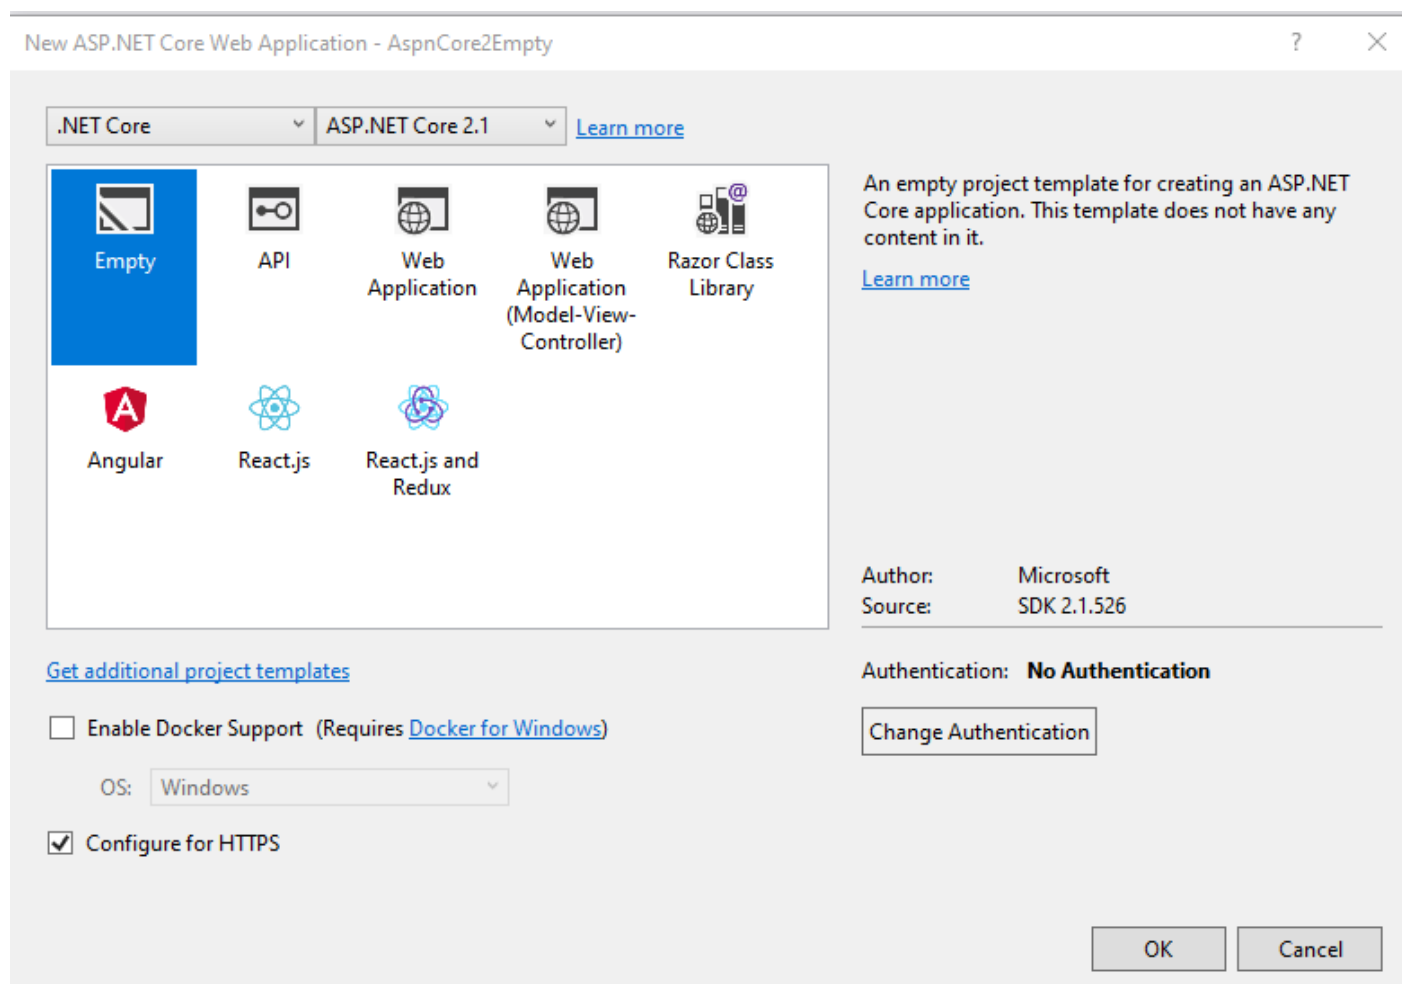 New ASP.NET Core Web Application - AspnCore2Empty
?
.NET Core
ASP.NET Core 2.1
Learn more
Empty
API
Web
Application
Web
Application
(Model-View-
Controller)
Razor Class
Library
Angular
React.js
React.js and
Redux
An empty project template for creating an ASP.NET
Core application. This template does not have any
content in it.
Learn more
Author: Microsoft
Source: SDK 2.1.526
Get additional project templates
Authentication: No Authentication
Enable Docker Support (Requires Docker for Windows)
Change Authentication
OS: Windows
Configure for HTTPS
OK
Cancel